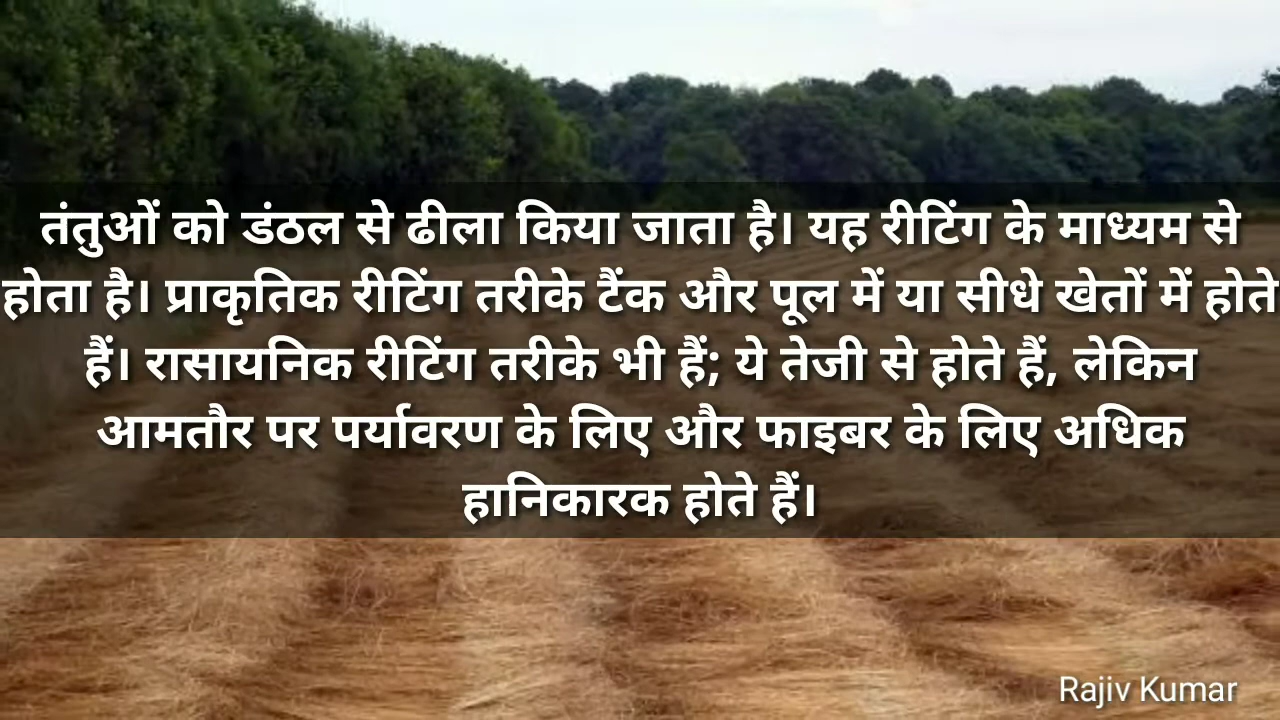 तंतुओं को डंठल से ढीला किया जाता है। यह रीटिंग के माध्यम से
होता है। प्राकृतिक रीटिंग तरीके टैंक और पूल में या सीधे खेतों में होते
हैं। रासायनिक रीटिंग तरीके भी हैं; ये तेजी से होते हैं, लेकिन
आमतौर पर पर्यावरण के लिए और फाइबर के लिए अधिक
हानिकारक होते हैं।
Rajiv Kumar